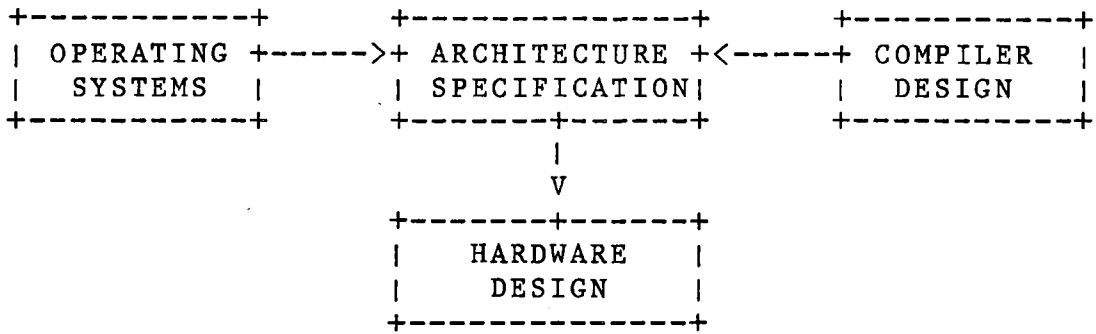 OPERATING ARCHITECTURE COMPILER
SYSTEMS SPECIFICATION DESIGN
V
HARDWARE
DESIGN